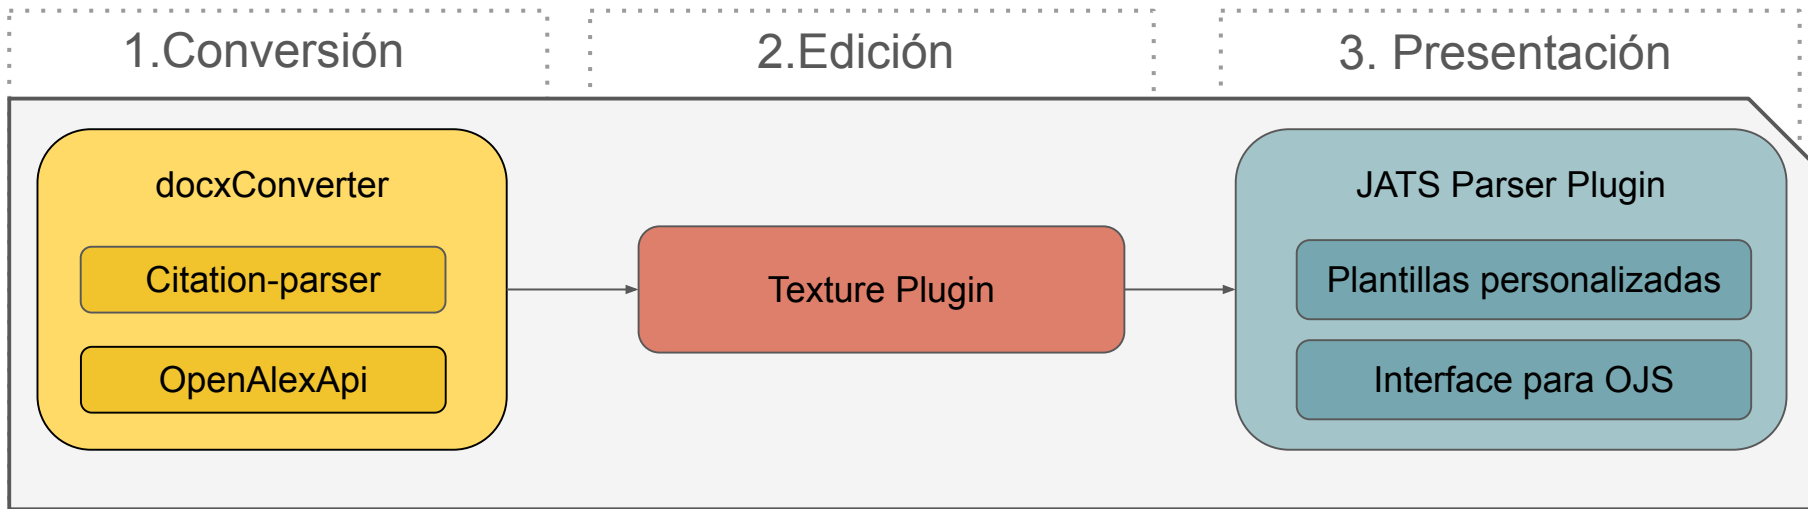 1.Conversión
2.Edición
3. Presentación
docxConverter
Citation-parser
OpenAlexApi
Texture Plugin
JATS Parser Plugin
Plantillas personalizadas
Interface para OJS